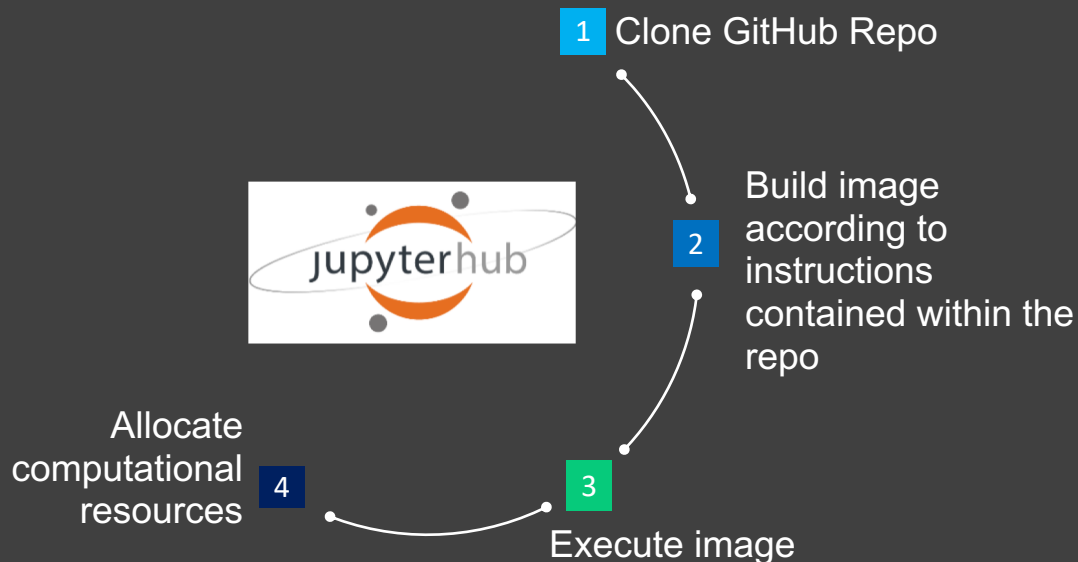 1 Clone GitHub Repo
jupyterhub
2
Build image
according to
instructions
contained within the
repo
3
Execute image
4
Allocate
computational
resources